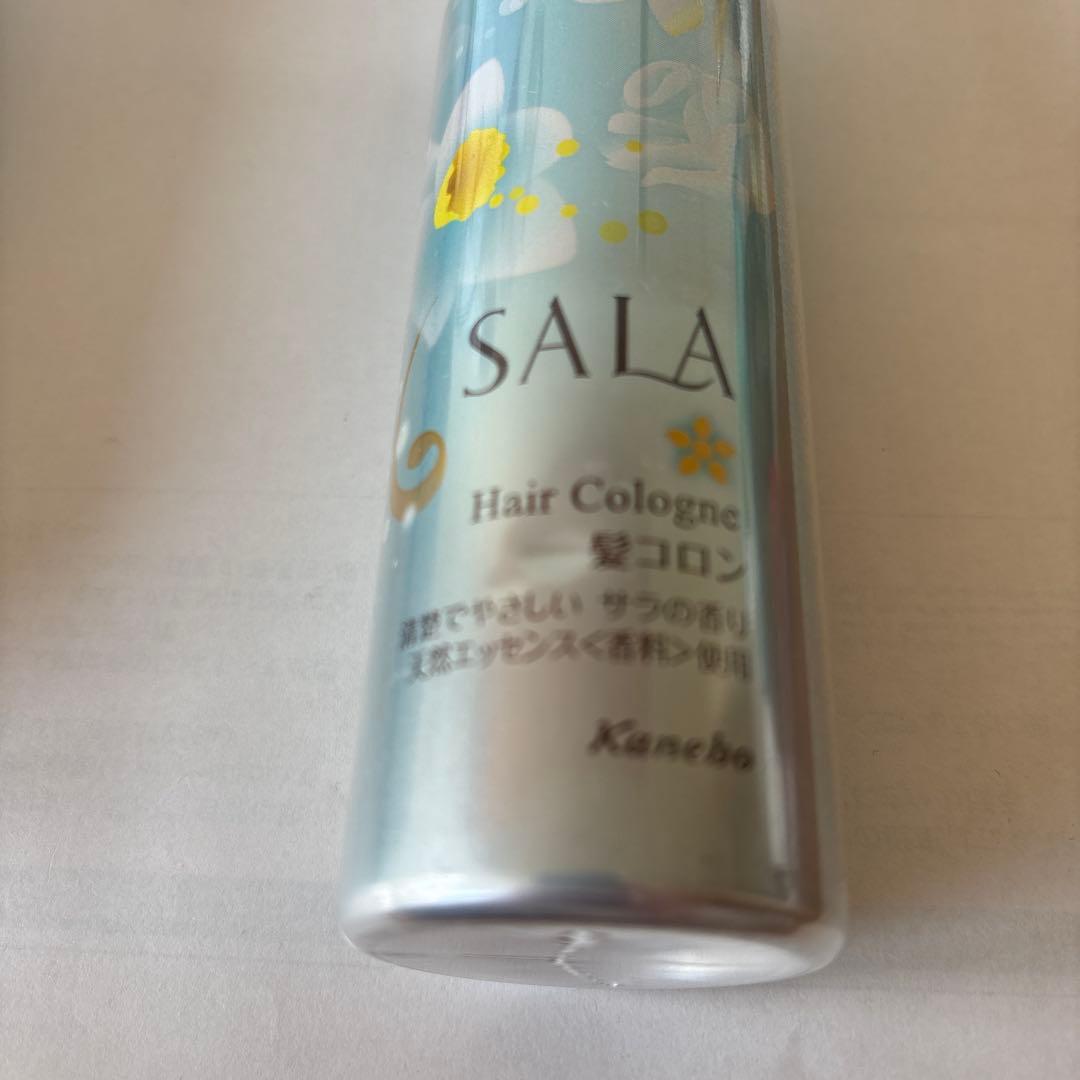 SALA
Hair Cologne
髪コロン
清楚でやさしい サラの香り
天然エッセンス<香料>使用
Kanebo